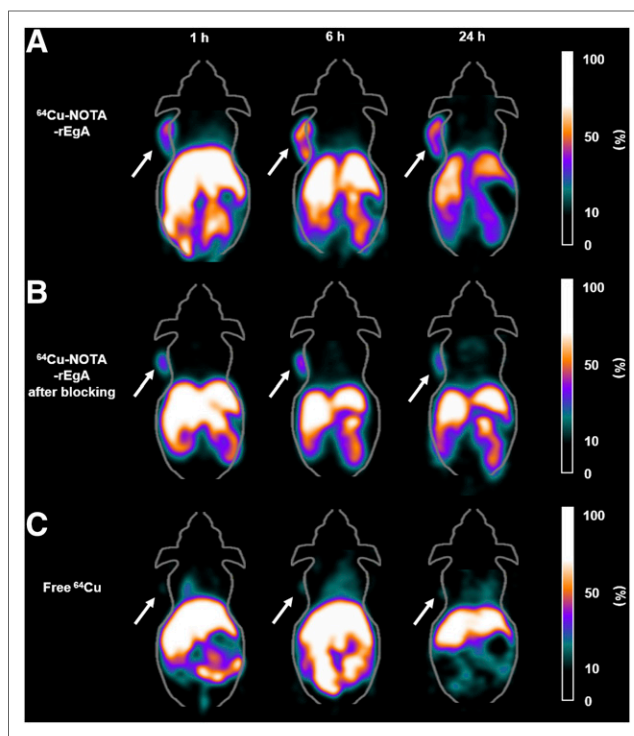 A
1 h 6 h 24 h
⁶⁴Cu-NOTA
-rEgA
100
50
10
0
(%)
B
⁶⁴Cu-NOTA
-rEgA
after blocking
100
50
10
0
(%)
C
Free ⁶⁴Cu
100
50
10
0
(%)